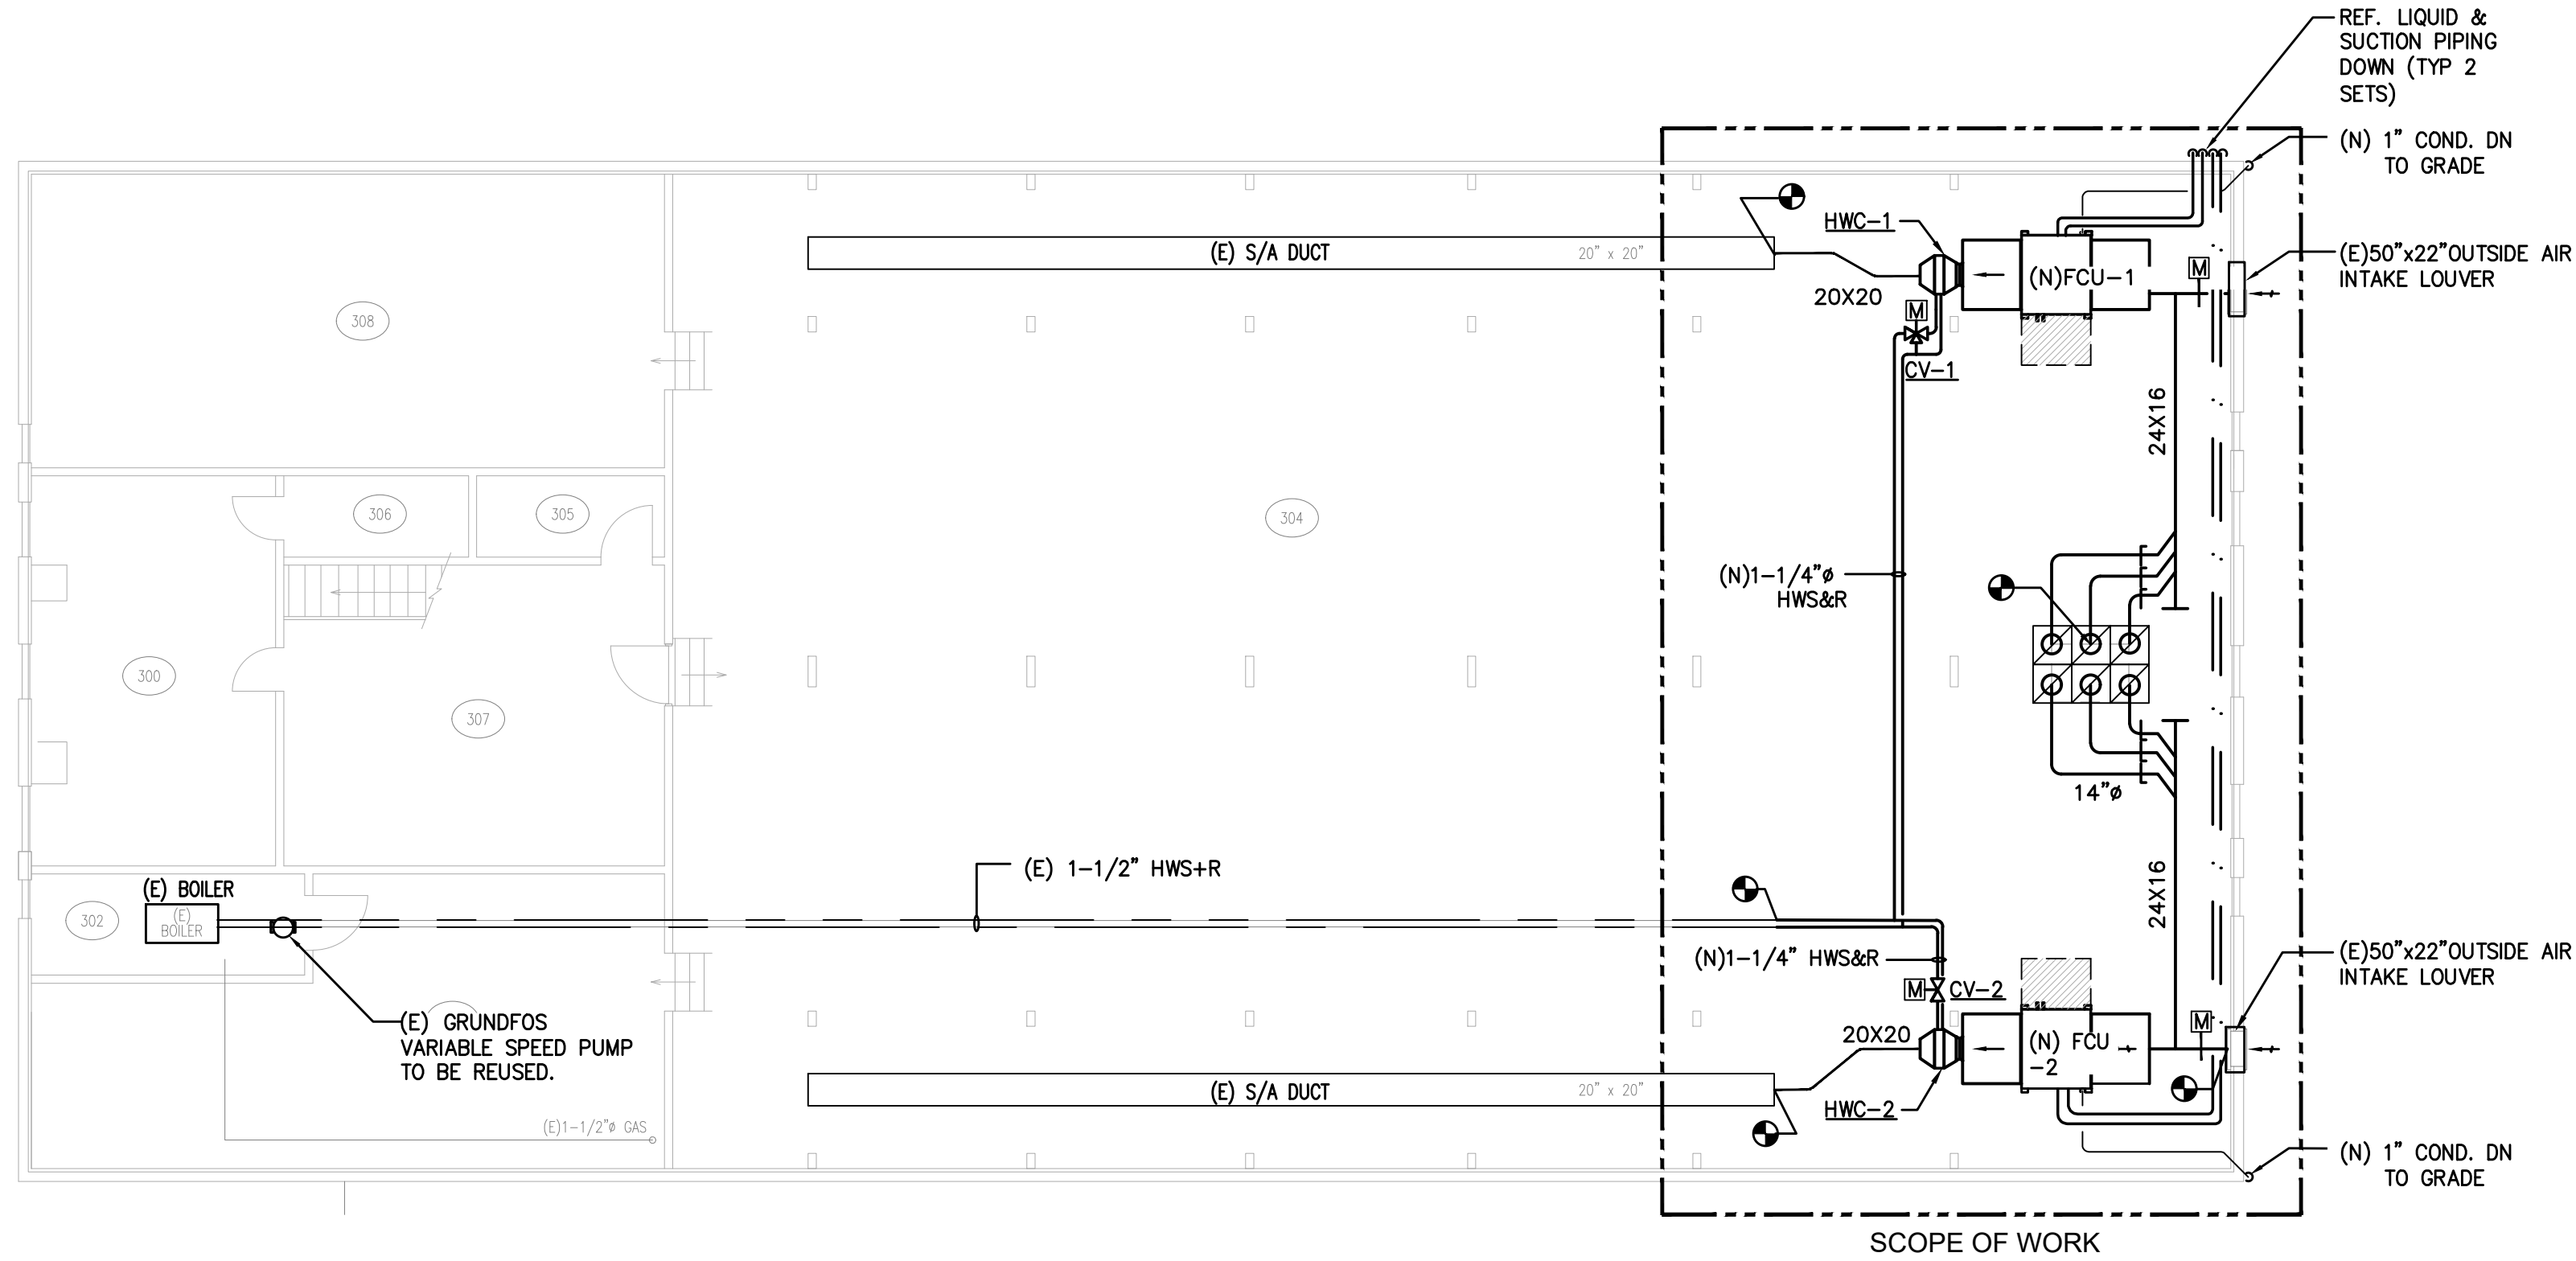 REF. LIQUID &
SUCTION PIPING
DOWN (TYP 2
SETS)
(N) 1" COND. DN
TO GRADE
HWC-1
(E) S/A DUCT
20" x 20"
(N)FCU-1
M
(E)50"x22"OUTSIDE AIR
INTAKE LOUVER
20X20
M
308
CV-1
24X16
306
305
304
(N)1-1/4"ø
HWS&R
300
307
14"ø
(E) 1-1/2" HWS+R
(E) BOILER
302
(E)
BOILER
24X16
(N)1-1/4" HWS&R
(E)50"x22"OUTSIDE AIR
INTAKE LOUVER
M
CV-2
(E) GRUNDFOS
VARIABLE SPEED PUMP
TO BE REUSED.
20X20
(N) FCU
-2
M
(E) S/A DUCT
20" x 20"
HWC-2
(E)1-1/2"ø GAS
(N) 1" COND. DN
TO GRADE
SCOPE OF WORK